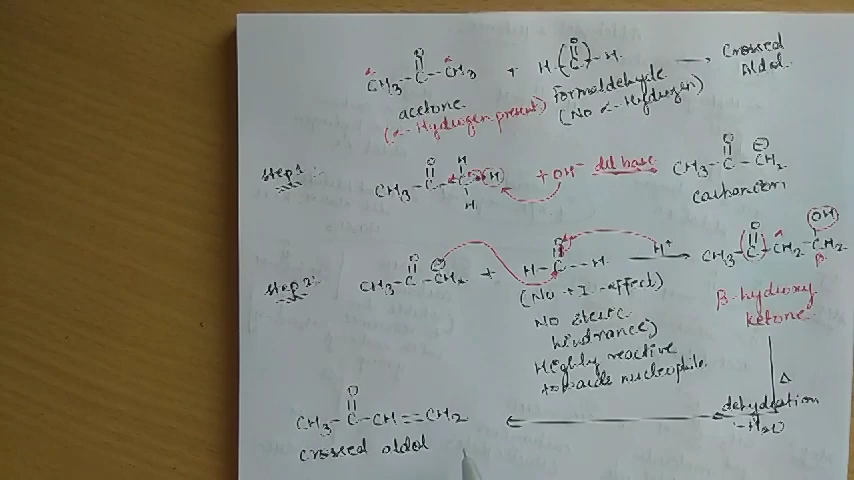 O
α α
CH3 - C - CH3 + H - (C) - H → Crossed Aldol.
acetone Formaldehyde
(α - Hydrogen present) (No α - Hydrogen)
Step 1:
O H O ⊖
CH3 - C - C - H + OH⁻ dil base CH3 - C - CH2
H carbanion
Step 2:
O ⊖ O H⁺ O OH
CH3 - C - CH2 + H - C - H → CH3 - (C) - CH2 - CH2
α β
(No + I - effect) β-hydroxy
No steric ketone
hindrance)
Highly reactive
towards nucleophile.
Δ
dehydration
-H2O
O
CH3 - C - CH = CH2
crossed aldol